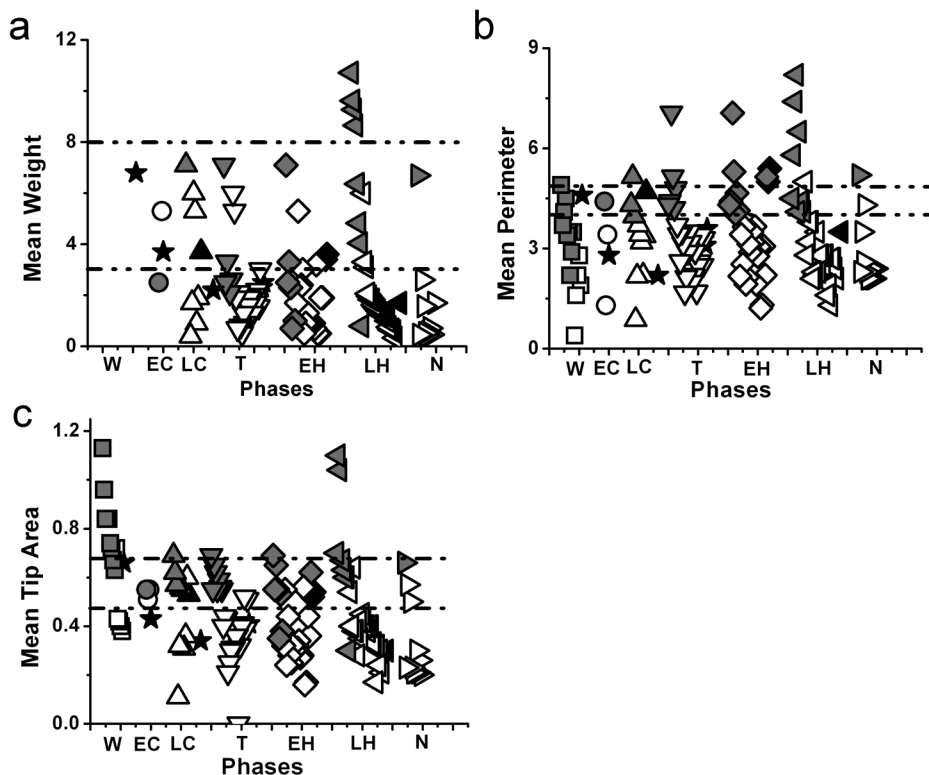 a
12
8
4
0
Mean Weight
W EC LC T EH LH N
Phases
b
9
6
3
0
Mean Perimeter
W EC LC T EH LH N
Phases
c
1.2
0.8
0.4
0.0
Mean Tip Area
W EC LC T EH LH N
Phases